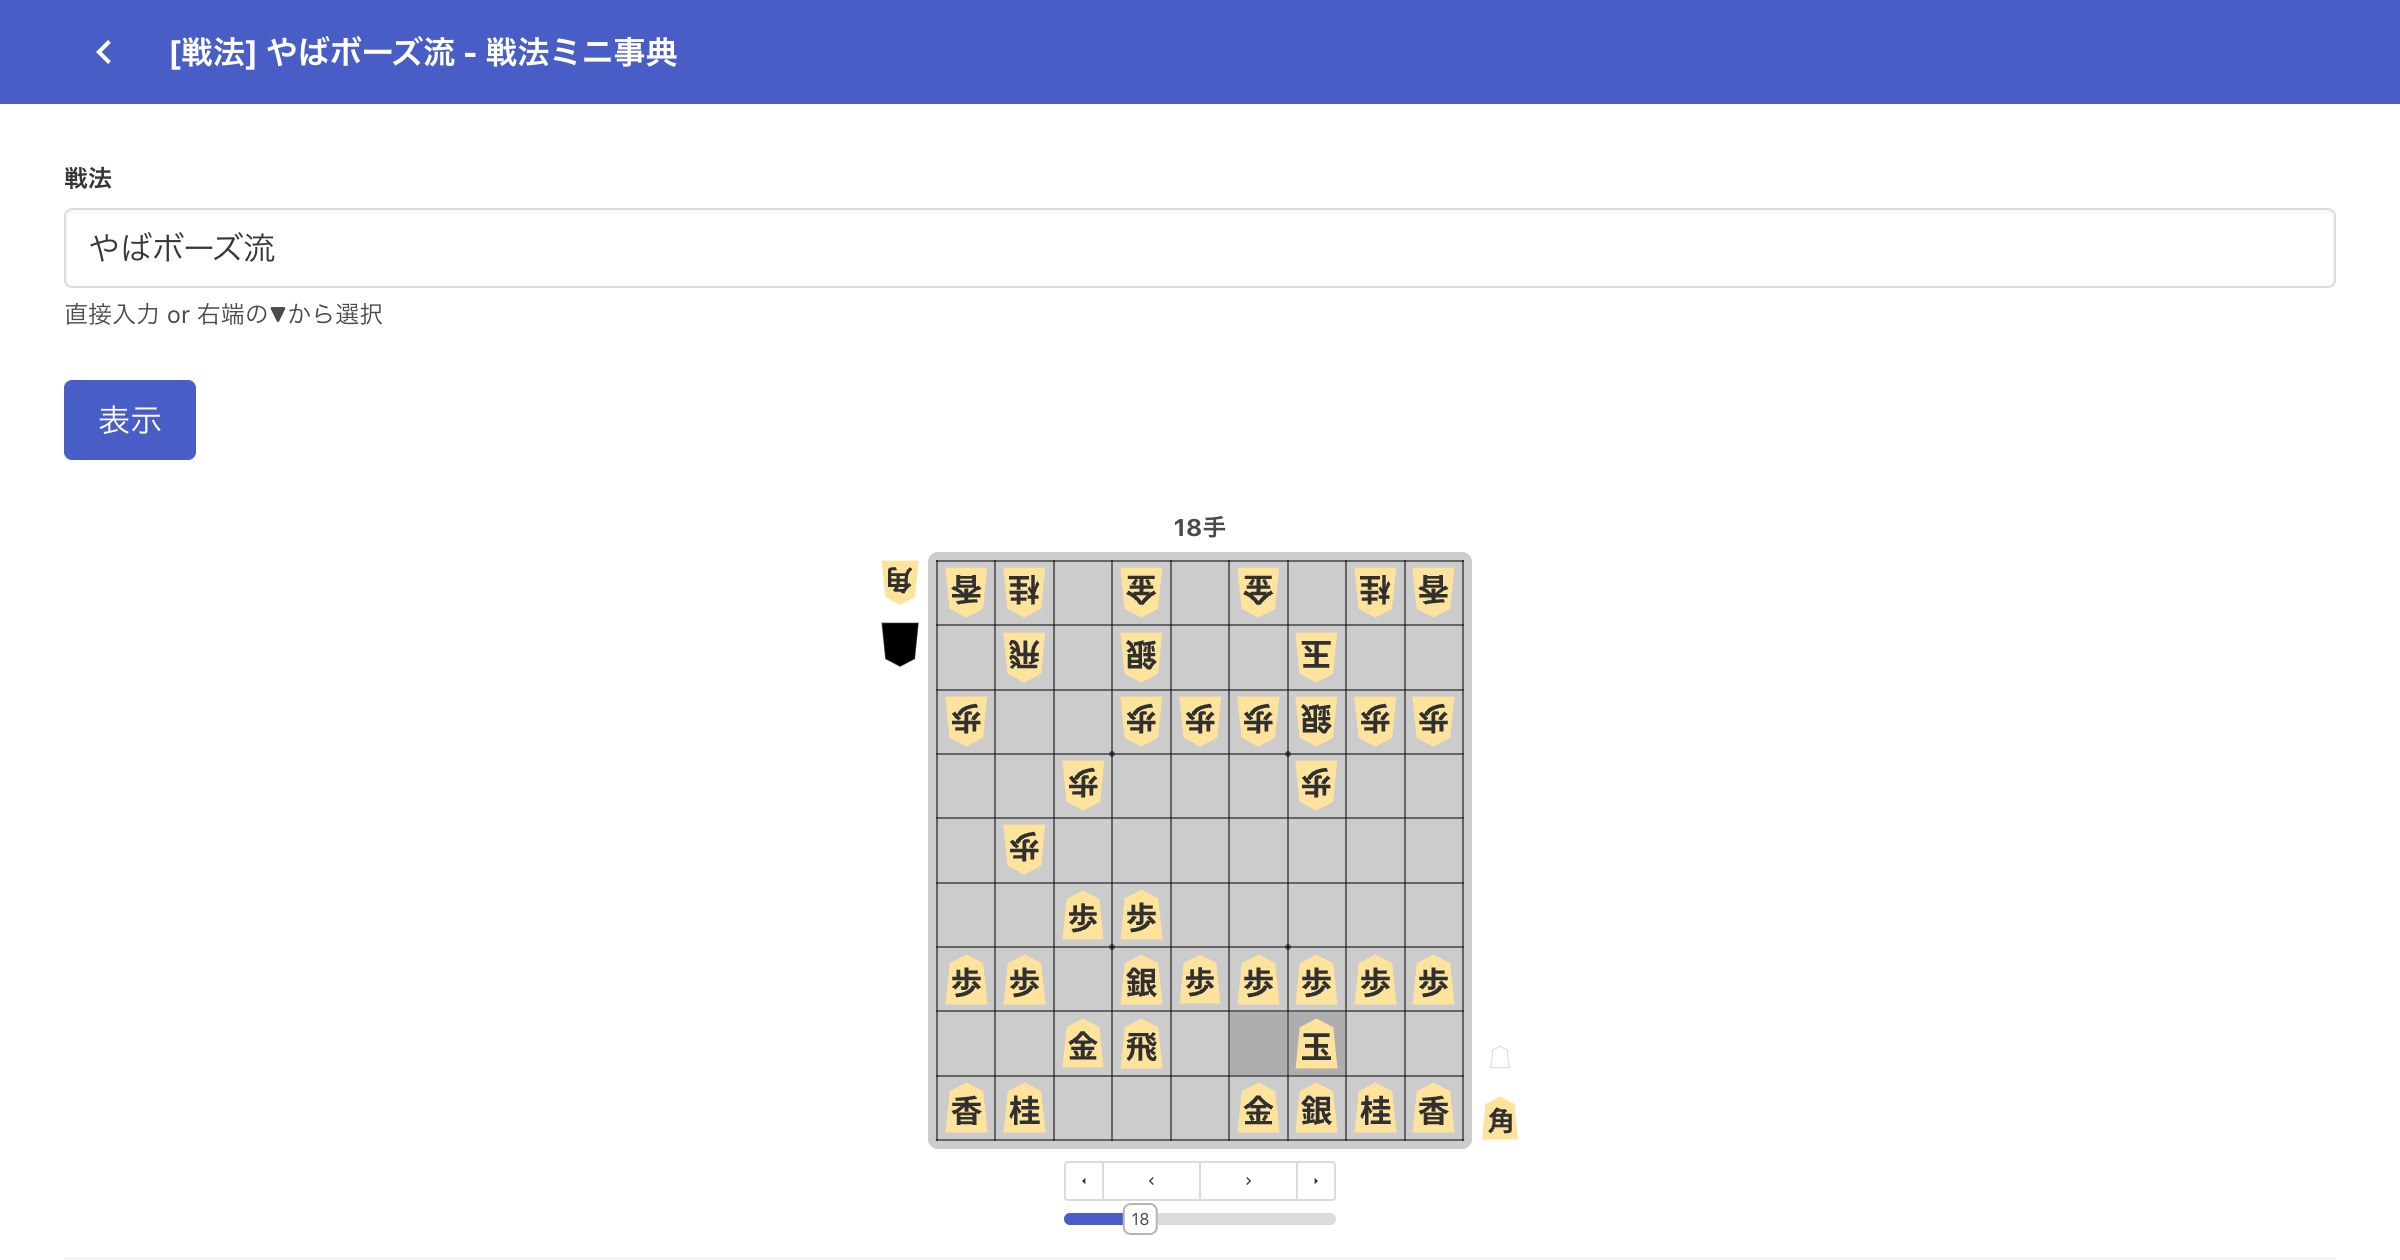 [戦法] やばボーズ流 - 戦法ミニ事典
戦法
やばボーズ流
直接入力 or 右端の▼から選択
表示
18手
角
香 桂 金 金 桂 香
飛 銀 王
歩 歩 歩 歩 銀 歩 歩
歩 歩
歩
歩 歩
歩 歩 銀 歩 歩 歩 歩 歩
金 飛 玉
香 桂 金 銀 桂 香
角
18